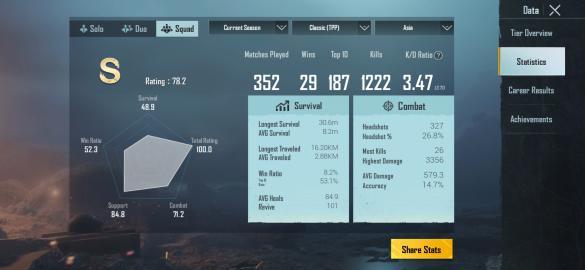 Data
Solo Duo Squad
Current Season Classic (TPP) Asia
Tier Overview
Statistics
Career Results
Achievements
S
Rating : 78.2
Matches Played Wins Top 10 Kills K/D Ratio ?
352 29 187 1222 3.47
Survival
48.9
Win Ratio
52.3
Total Rating
100.0
Support
84.8
Combat
71.2
Survival
Longest Survival 30.6m
AVG Survival 8.2m
Longest Traveled 16.20KM
AVG Traveled 2.88KM
Win Ratio 8.2%
53.1%
AVG Heals 84.9
Revive 101
Combat
Headshots 327
Headshot % 26.8%
Most Kills 26
Highest Damage 3356
AVG Damage 579.3
Accuracy 14.7%
Share Stats